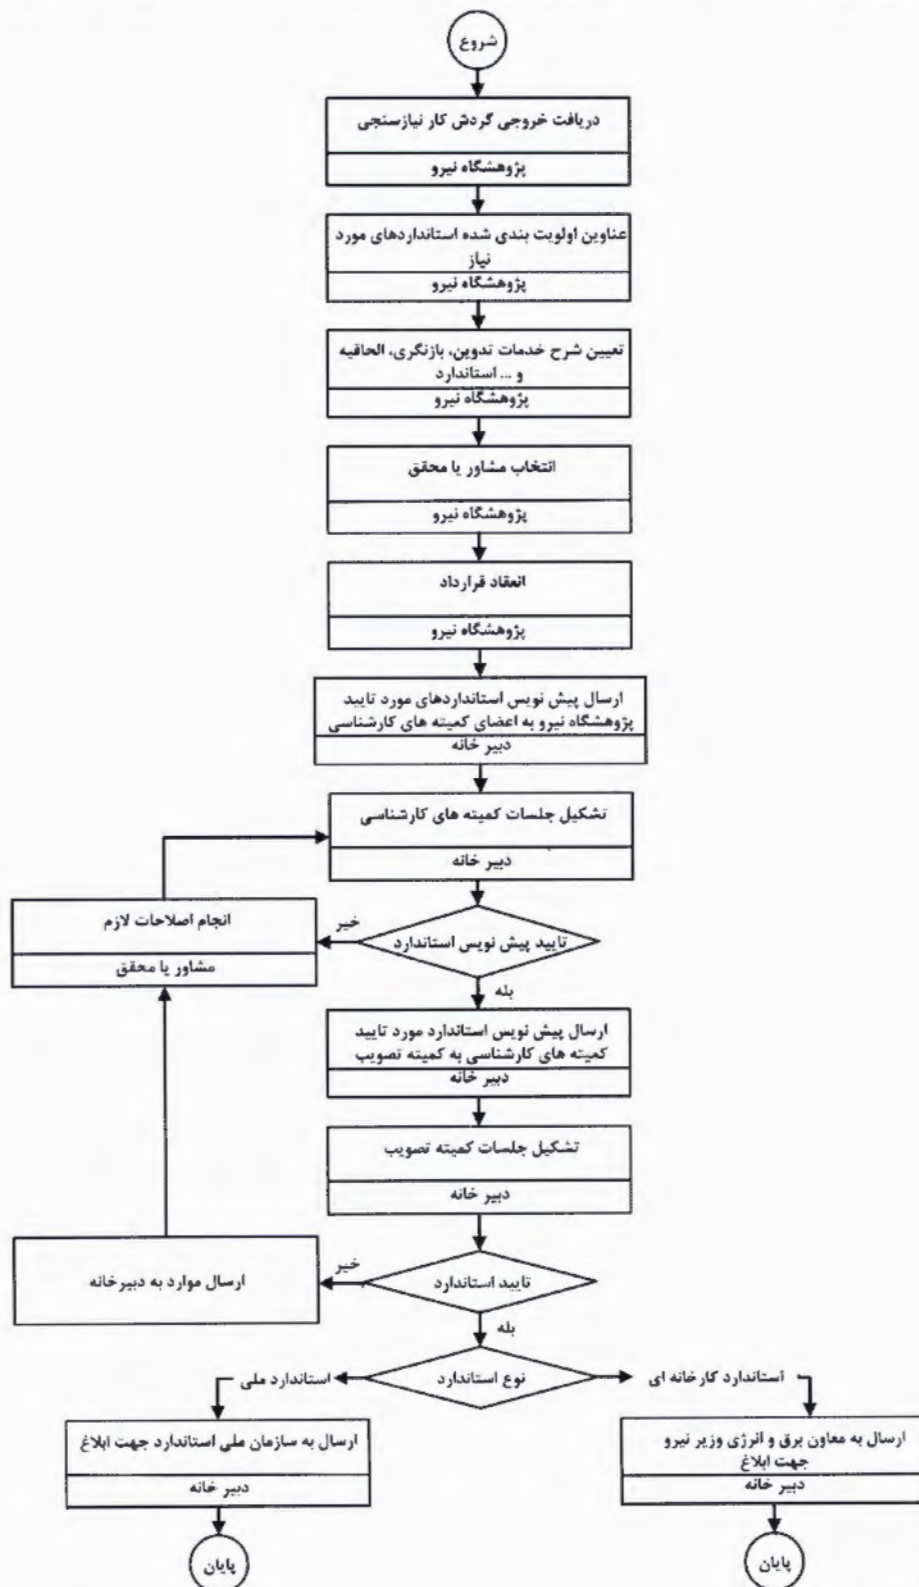 شروع
دریافت خروجی گردش کار نیازسنجی
پژوهشگاه نیرو
عناوین اولویت بندی شده استانداردهای مورد
نیاز
پژوهشگاه نیرو
تعیین شرح خدمات تدوین، بازنگری، الحاقیه
و ... استاندارد
پژوهشگاه نیرو
انتخاب مشاور یا محقق
پژوهشگاه نیرو
انعقاد قرارداد
پژوهشگاه نیرو
ارسال پیش نویس استانداردهای مورد تایید
پژوهشگاه نیرو به اعضای کمیته های کارشناسی
دبیر خانه
تشکیل جلسات کمیته های کارشناسی
دبیر خانه
تایید پیش نویس استاندارد
خیر
انجام اصلاحات لازم
مشاور یا محقق
بله
ارسال پیش نویس استاندارد مورد تایید
کمیته های کارشناسی به کمیته تصویب
دبیر خانه
تشکیل جلسات کمیته تصویب
دبیر خانه
تایید استاندارد
خیر
ارسال موارد به دبیرخانه
بله
نوع استاندارد
استاندارد کارخانه ای
استاندارد ملی
ارسال به معاون برق و انرژی وزیر نیرو
جهت ابلاغ
دبیر خانه
ارسال به سازمان ملی استاندارد جهت ابلاغ
دبیر خانه
پایان
پایان